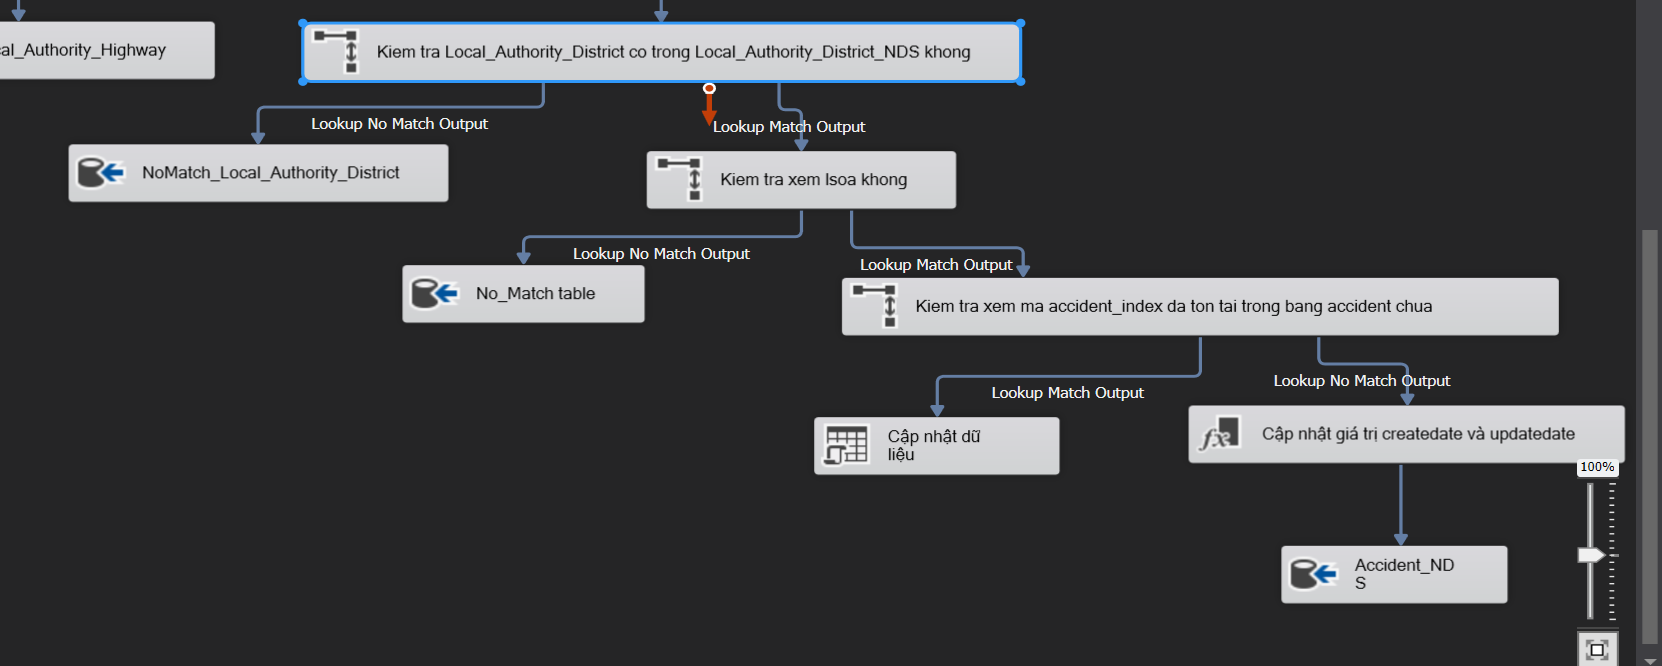 al_Authority_Highway
Kiem tra Local_Authority_District co trong Local_Authority_District_NDS khong
Lookup No Match Output
Lookup Match Output
NoMatch_Local_Authority_District
Kiem tra xem lsoa khong
Lookup No Match Output
Lookup Match Output
No_Match table
Kiem tra xem ma accident_index da ton tai trong bang accident chua
Lookup Match Output
Lookup No Match Output
Cập nhật dữ
liệu
Cập nhật giá trị createdate và updatedate
100%
Accident_ND
S